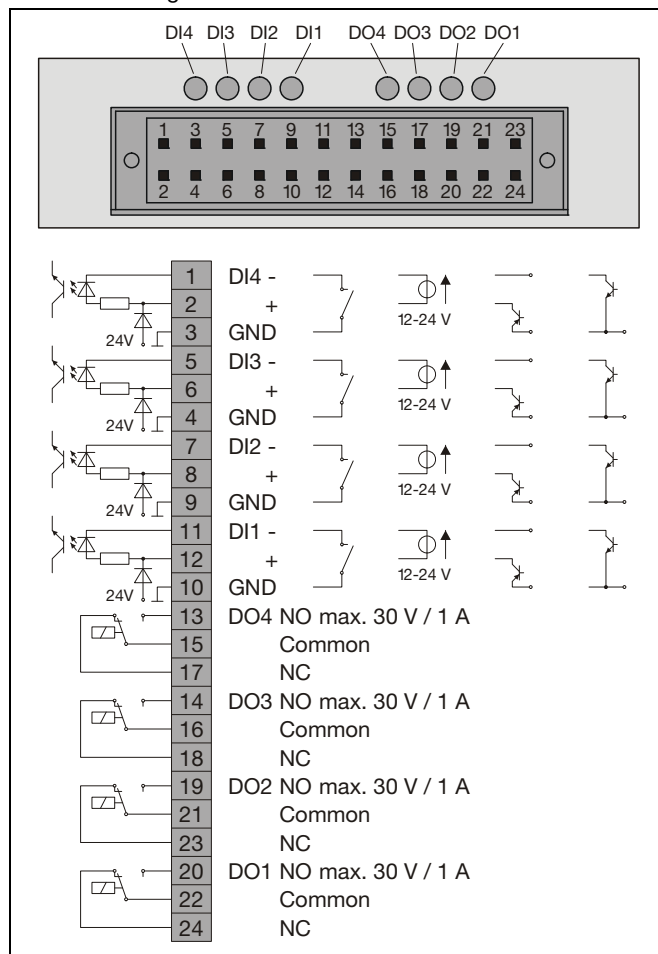 DI4 DI3 DI2 DI1 DO4 DO3 DO2 DO1
1 3 5 7 9 11 13 15 17 19 21 23
2 4 6 8 10 12 14 16 18 20 22 24
1 DI4 -
2 + 12-24 V
24V 3 GND
5 DI3 -
6 + 12-24 V
24V 4 GND
7 DI2 -
8 + 12-24 V
24V 9 GND
11 DI1 -
12 + 12-24 V
24V 10 GND
13 DO4 NO max. 30 V / 1 A
15 Common
17 NC
14 DO3 NO max. 30 V / 1 A
16 Common
18 NC
19 DO2 NO max. 30 V / 1 A
21 Common
23 NC
20 DO1 NO max. 30 V / 1 A
22 Common
24 NC